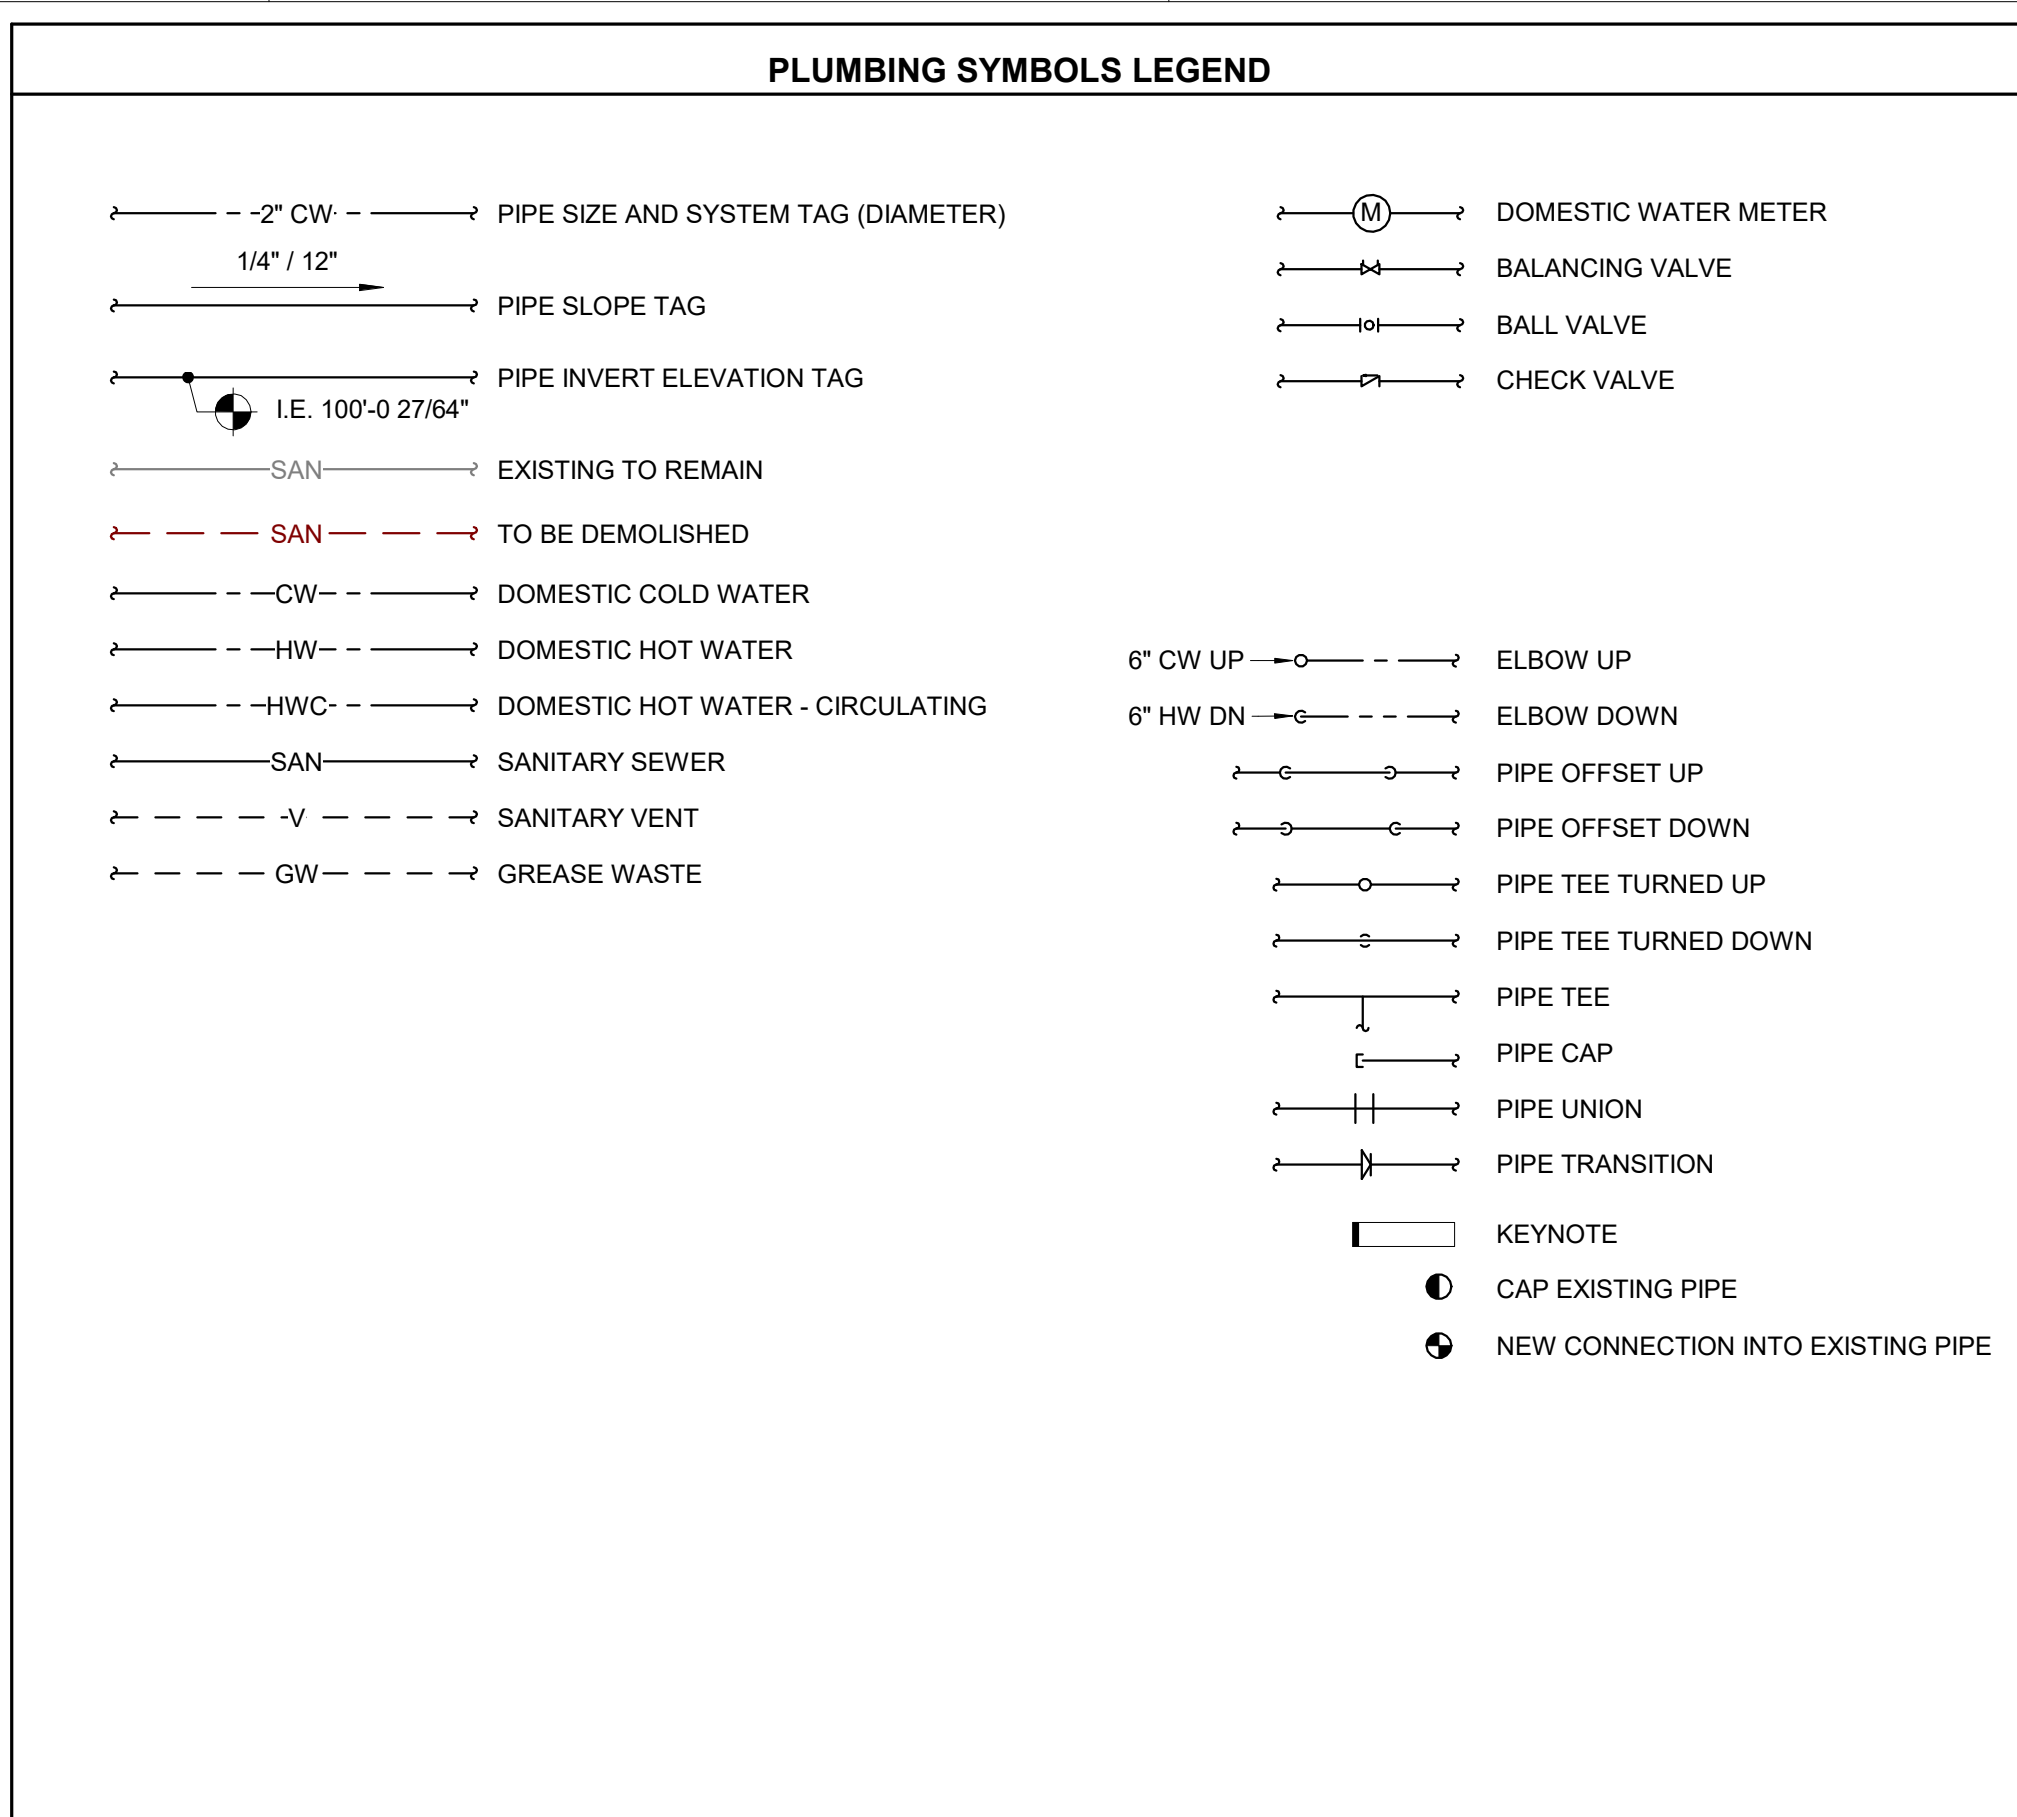 PLUMBING SYMBOLS LEGEND
2" CW
PIPE SIZE AND SYSTEM TAG (DIAMETER)
1/4" / 12"
PIPE SLOPE TAG
PIPE INVERT ELEVATION TAG
I.E. 100'-0 27/64"
SAN
EXISTING TO REMAIN
SAN
TO BE DEMOLISHED
CW
DOMESTIC COLD WATER
HW
DOMESTIC HOT WATER
HWC
DOMESTIC HOT WATER - CIRCULATING
SAN
SANITARY SEWER
V
SANITARY VENT
GW
GREASE WASTE
M
DOMESTIC WATER METER
BALANCING VALVE
BALL VALVE
CHECK VALVE
6" CW UP
ELBOW UP
6" HW DN
ELBOW DOWN
PIPE OFFSET UP
PIPE OFFSET DOWN
PIPE TEE TURNED UP
PIPE TEE TURNED DOWN
PIPE TEE
PIPE CAP
PIPE UNION
PIPE TRANSITION
KEYNOTE
CAP EXISTING PIPE
NEW CONNECTION INTO EXISTING PIPE